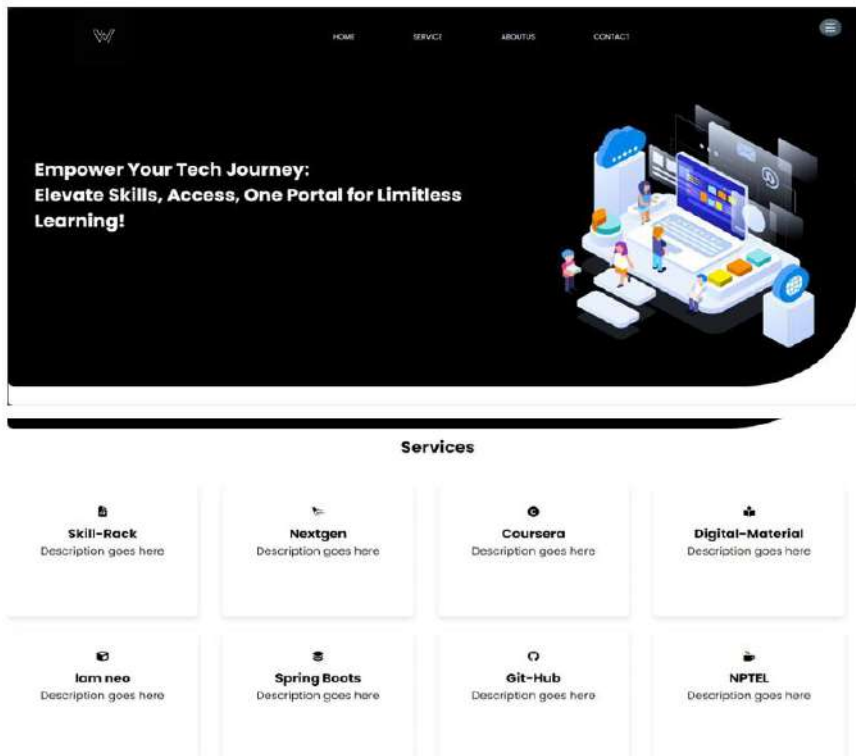 HOME SERVICE ABOUTUS CONTACT
Empower Your Tech Journey:
Elevate Skills, Access, One Portal for Limitless
Learning!
Services
Skill-Rack
Description goes here
Nextgen
Description goes here
Coursera
Description goes here
Digital-Material
Description goes here
Iam neo
Description goes here
Spring Boots
Description goes here
Git-Hub
Description goes here
NPTEL
Description goes here